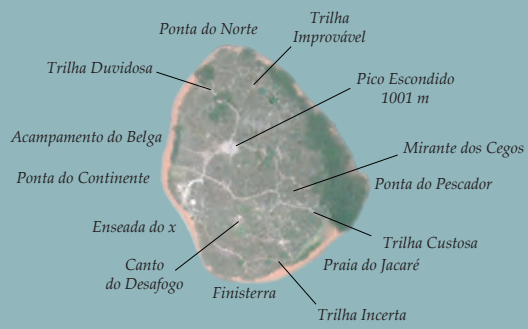 Ponta do Norte
Trilha
Improvável
Trilha Duvidosa
Pico Escondido
1001 m
Acampamento do Belga
Mirante dos Cegos
Ponta do Continente
Ponta do Pescador
Enseada do x
Trilha Custosa
Canto
do Desafogo
Praia do Jacaré
Finisterra
Trilha Incerta